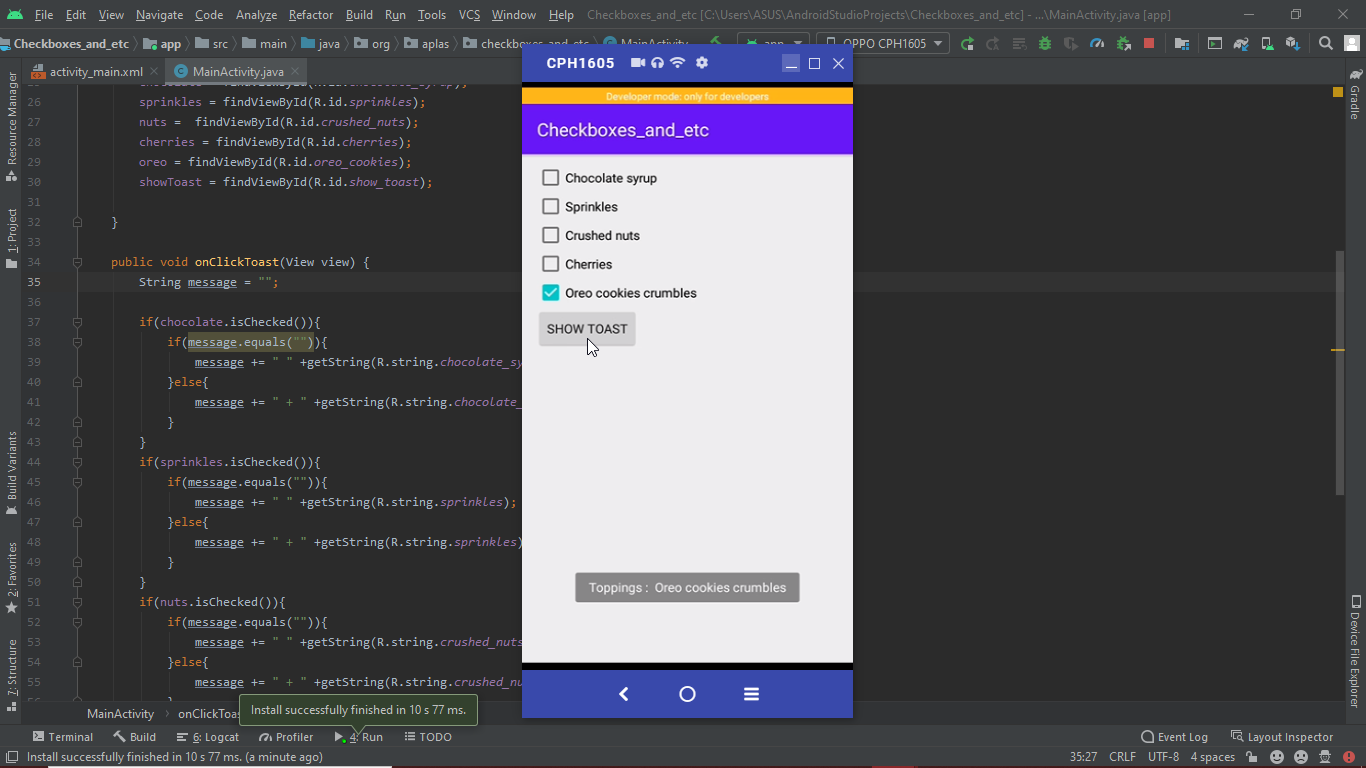 File Edit View Navigate Code Analyze Refactor Build Run Tools VCS Window Help Checkboxes_and_etc [C:\Users\ASUS\AndroidStudioProjects\Checkboxes_and_etc] - ...\MainActivity.java [app]
Checkboxes_and_etc app src main java org aplas MainActivity OPPO CPH1605
activity_main.xml MainActivity.java
CPH1605
Developer mode: only for developers
Checkboxes_and_etc
Chocolate syrup
Sprinkles
Crushed nuts
Cherries
Oreo cookies crumbles
SHOW TOAST
Toppings : Oreo cookies crumbles
26 sprinkles = findViewById(R.id.sprinkles);
27 nuts = findViewById(R.id.crushed_nuts);
28 cherries = findViewById(R.id.cherries);
29 oreo = findViewById(R.id.oreo_cookies);
30 showToast = findViewById(R.id.show_toast);
31
32 }
33
34 public void onClickToast(View view) {
35 String message = "";
36
37 if(chocolate.isChecked()){
38 if(message.equals("")){
39 message += " " +getString(R.string.chocolate_sy
40 }else{
41 message += " + " +getString(R.string.chocolate_
42 }
43 }
44 if(sprinkles.isChecked()){
45 if(message.equals("")){
46 message += " " +getString(R.string.sprinkles);
47 }else{
48 message += " + " +getString(R.string.sprinkles)
49 }
50 }
51 if(nuts.isChecked()){
52 if(message.equals("")){
53 message += " " +getString(R.string.crushed_nuts
54 }else{
55 message += " + " +getString(R.string.crushed_nu
Resource Manager
1: Project
Build Variants
2: Favorites
7: Structure
Gradle
Device File Explorer
MainActivity onClickToas
Install successfully finished in 10 s 77 ms.
Terminal Build 6: Logcat Profiler 4: Run TODO Event Log Layout Inspector
Install successfully finished in 10 s 77 ms. (a minute ago) 35:27 CRLF UTF-8 4 spaces